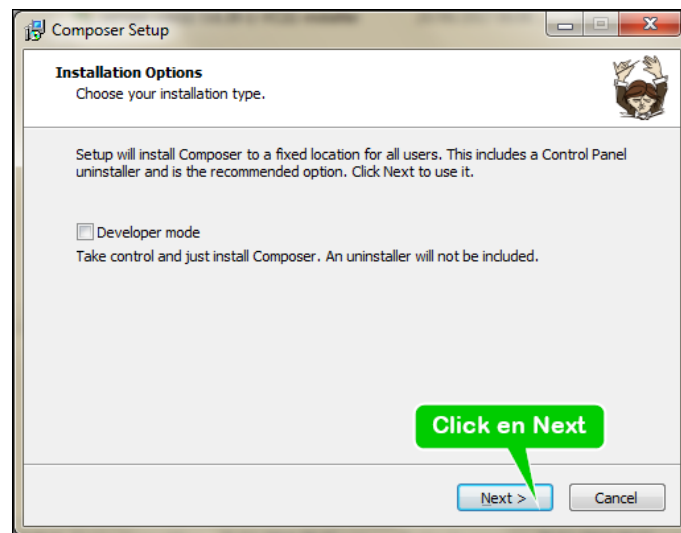 Composer Setup
Installation Options
Choose your installation type.
Setup will install Composer to a fixed location for all users. This includes a Control Panel
uninstaller and is the recommended option. Click Next to use it.
Developer mode
Take control and just install Composer. An uninstaller will not be included.
Click en Next
Next >
Cancel